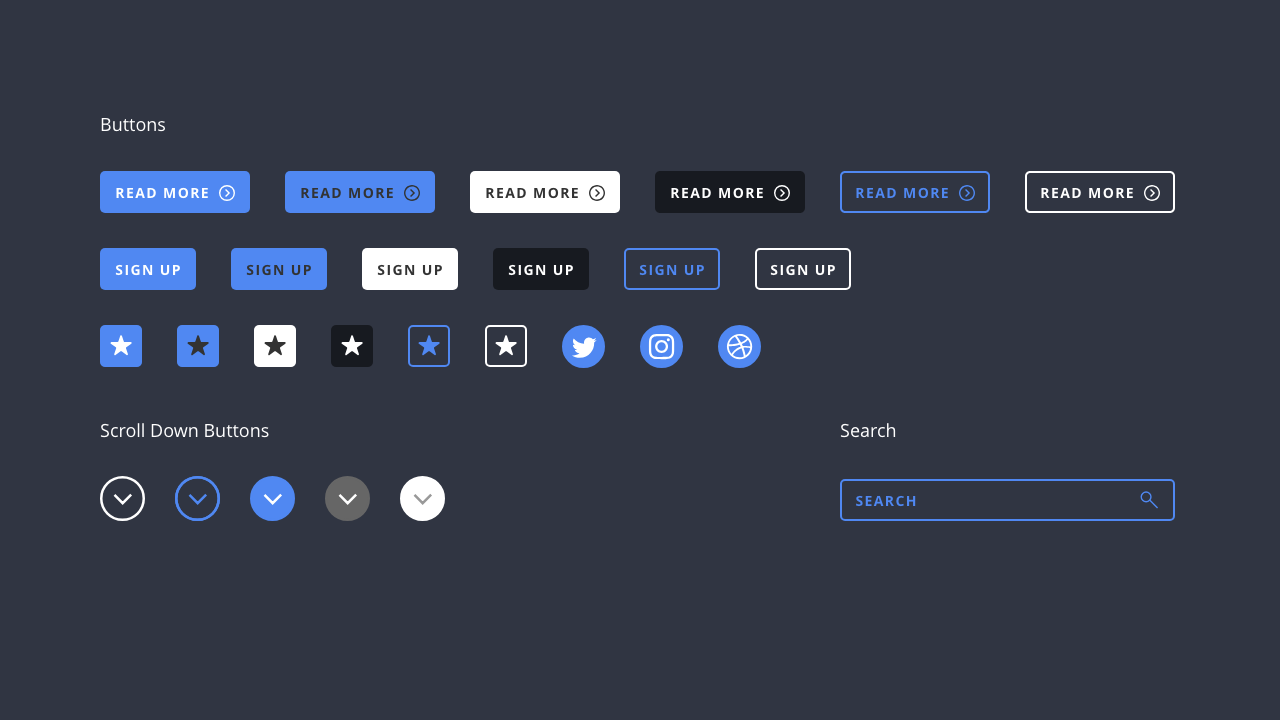 Buttons
READ MORE READ MORE READ MORE READ MORE READ MORE READ MORE
SIGN UP SIGN UP SIGN UP SIGN UP SIGN UP SIGN UP
Scroll Down Buttons
Search
SEARCH